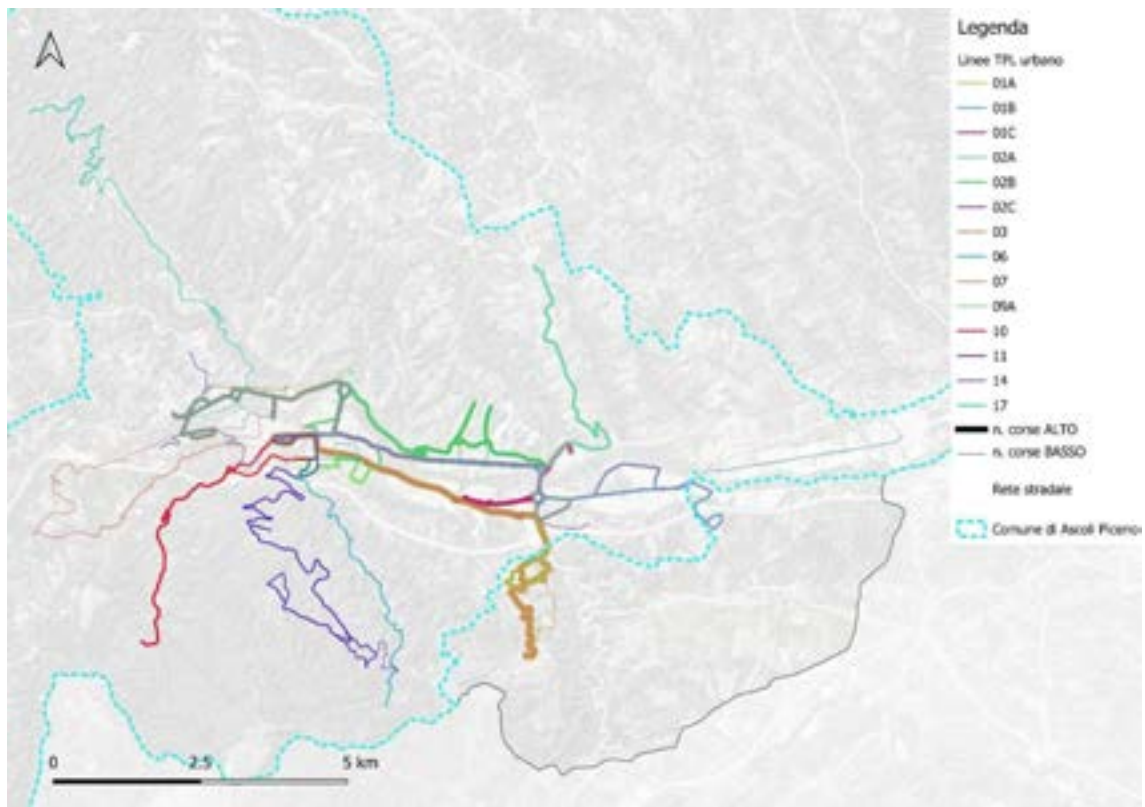 Legenda
Linee TPL urbano
01A
01B
01C
02A
02B
02C
03
06
07
09A
10
11
14
17
n. corse ALTO
n. corse BASSO
Rete stradale
Comune di Ascoli Piceno
0 2.5 5 km